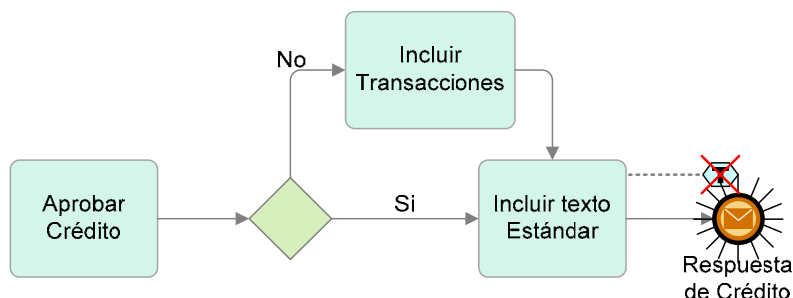 No
Incluir
Transacciones
Aprobar
Crédito
Si
Incluir texto
Estándar
Respuesta
de Crédito